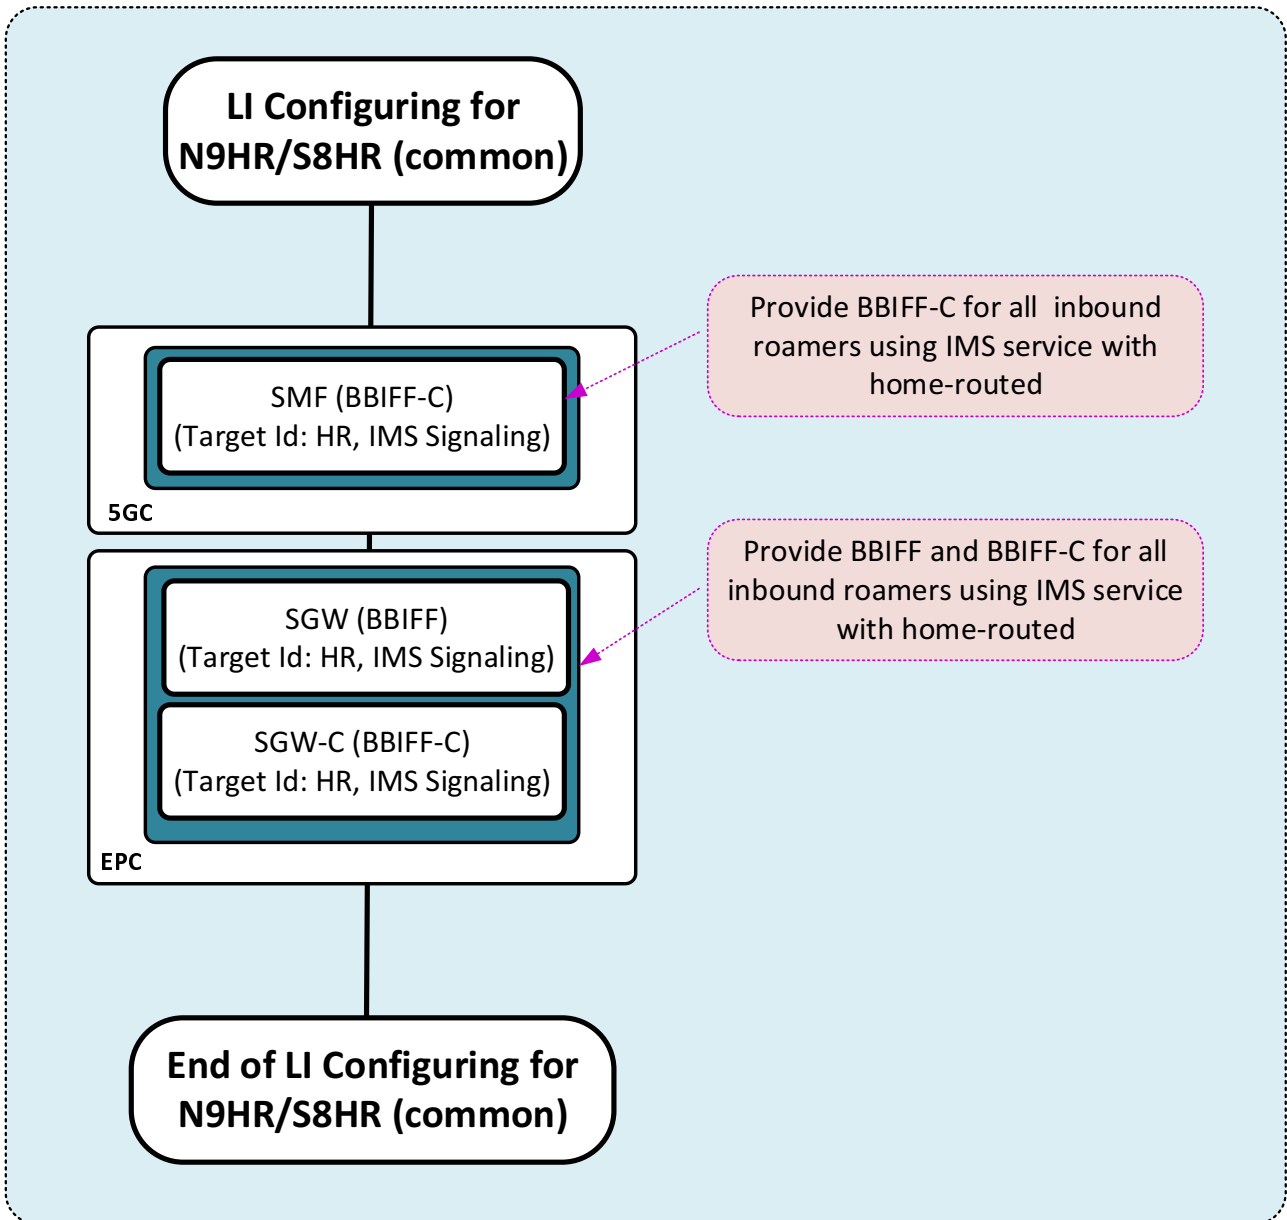 LI Configuring for
N9HR/S8HR (common)
Provide BBIFF-C for all inbound
roamers using IMS service with
home-routed
SMF (BBIFF-C)
(Target Id: HR, IMS Signaling)
5GC
Provide BBIFF and BBIFF-C for all
inbound roamers using IMS service
with home-routed
SGW (BBIFF)
(Target Id: HR, IMS Signaling)
SGW-C (BBIFF-C)
(Target Id: HR, IMS Signaling)
EPC
End of LI Configuring for
N9HR/S8HR (common)